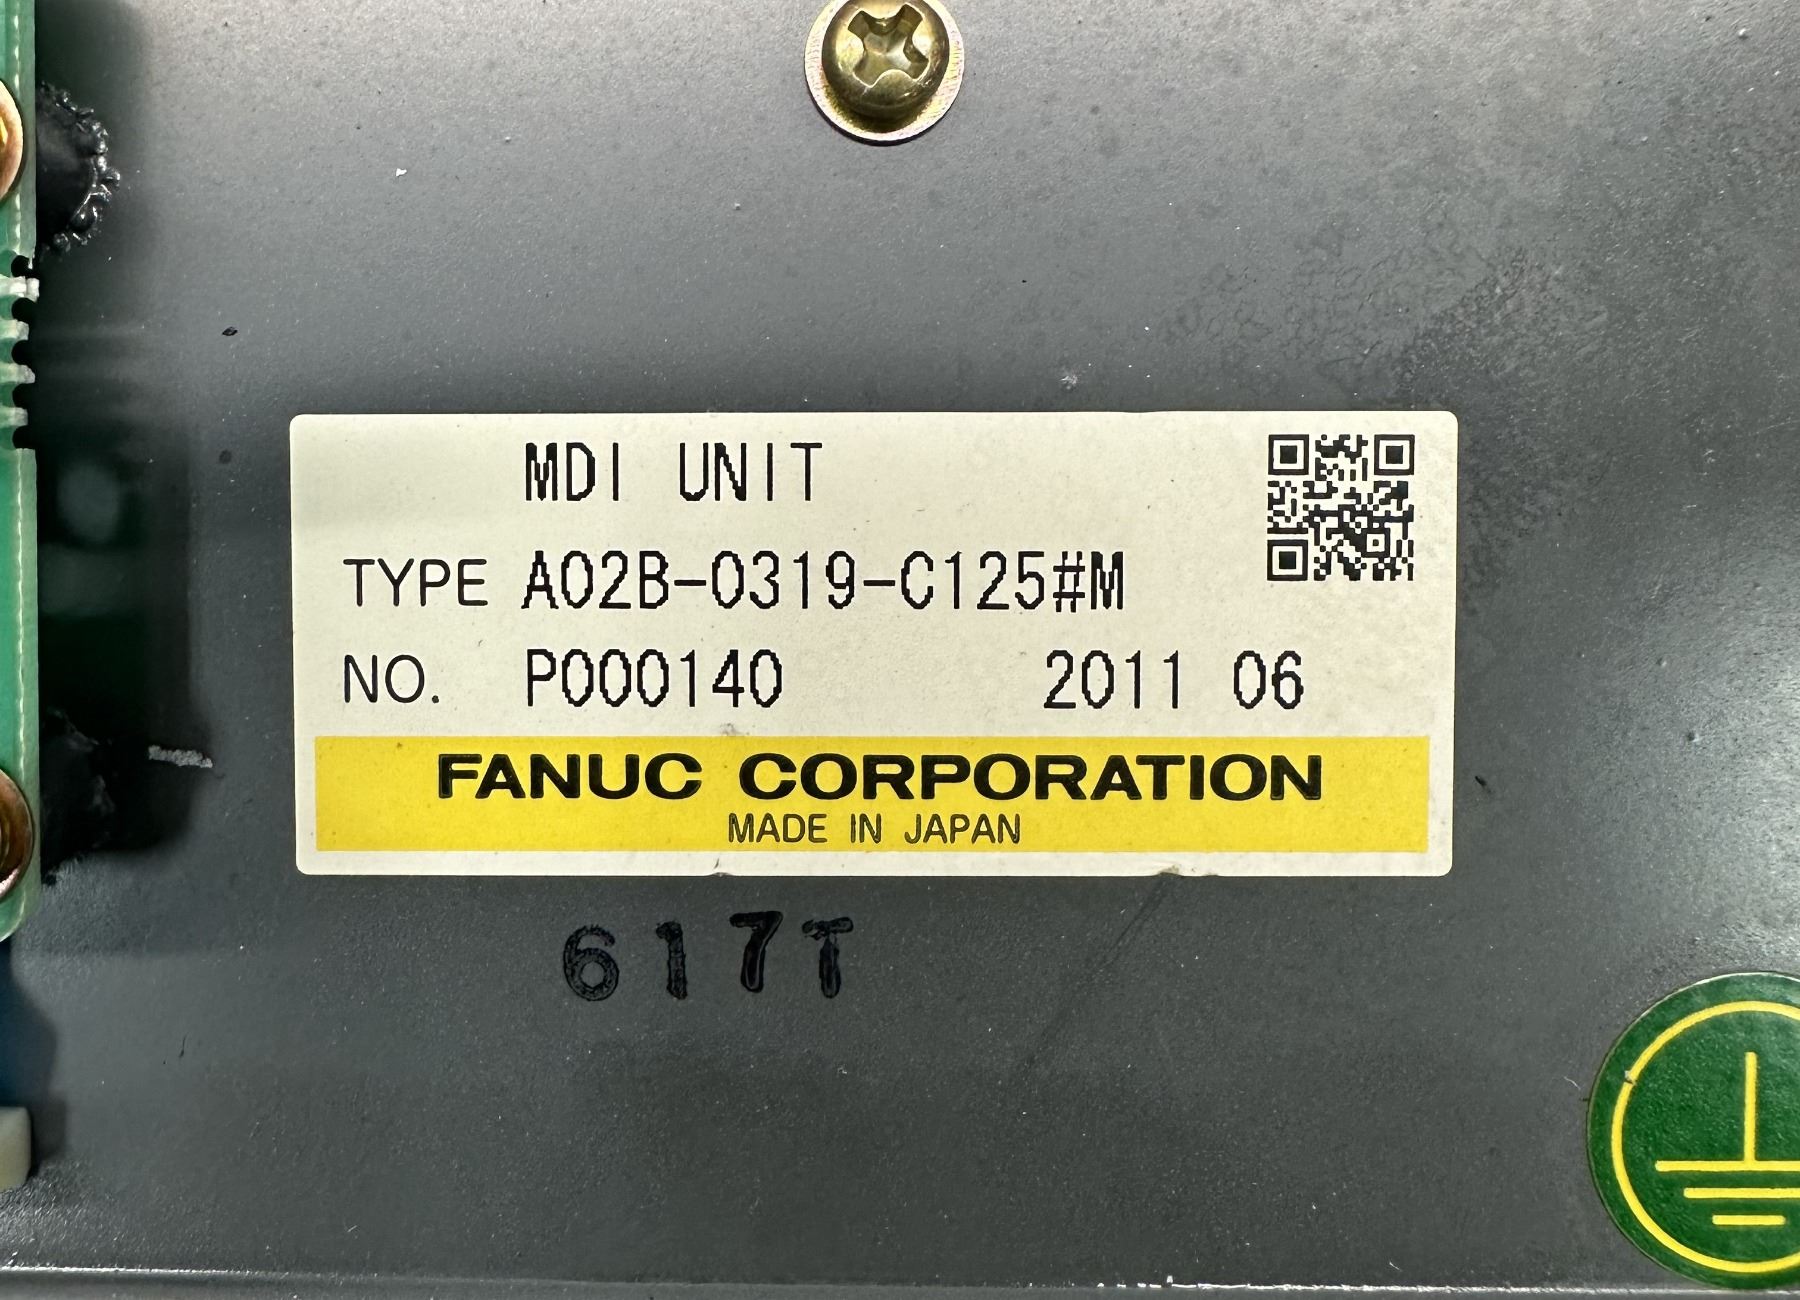 MDI UNIT
TYPE A02B-0319-C125#M
NO. P000140 2011 06
FANUC CORPORATION
MADE IN JAPAN
617T